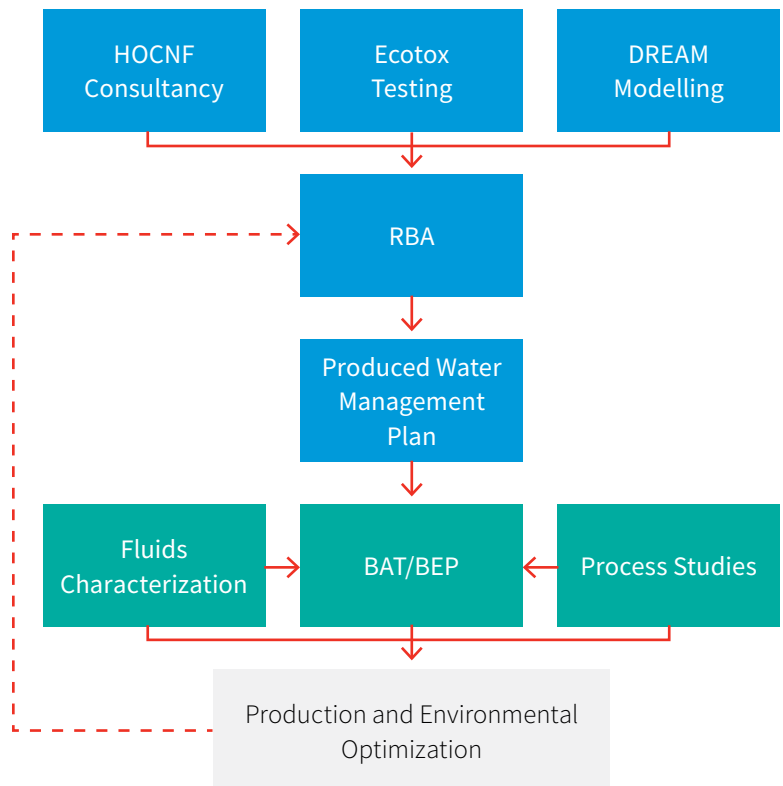 HOCNF
Consultancy
Ecotox
Testing
DREAM
Modelling
RBA
Produced Water
Management
Plan
Fluids
Characterization
BAT/BEP
Process Studies
Production and Environmental
Optimization